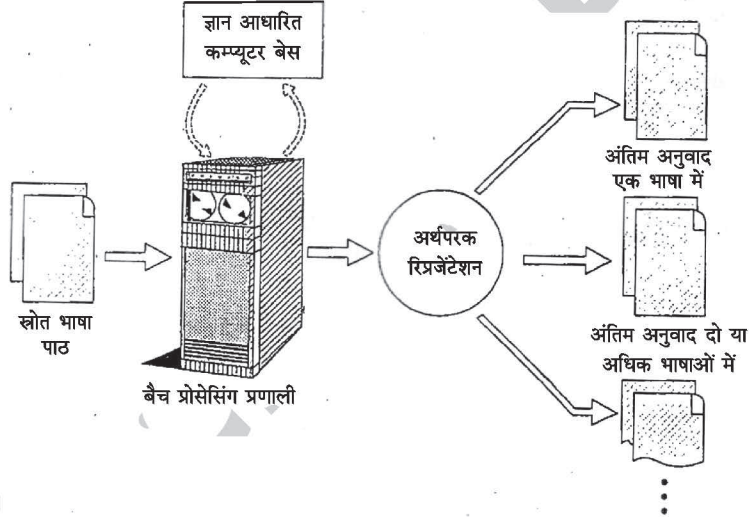 ज्ञान आधारित
कम्प्यूटर बेस
स्रोत भाषा
पाठ
बैच प्रोसेसिंग प्रणाली
अर्थपरक
रिप्रजेंटेशन
अंतिम अनुवाद
एक भाषा में
अंतिम अनुवाद दो या
अधिक भाषाओं में